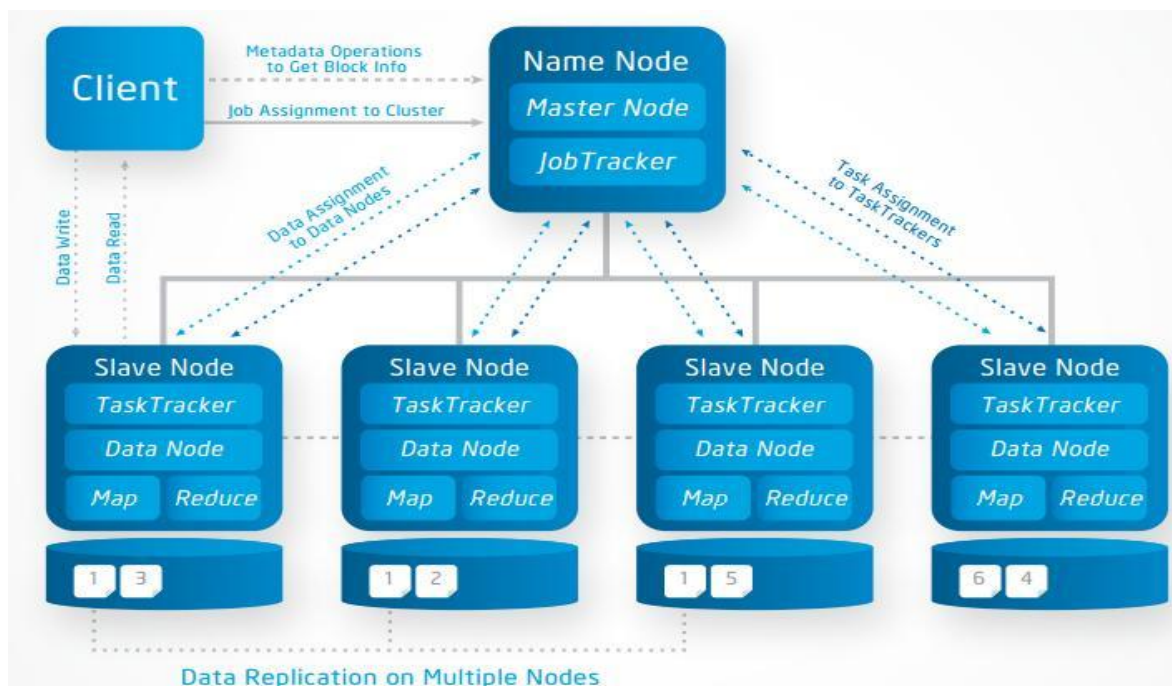 Client
Metadata Operations
to Get Block Info
Job Assignment to Cluster
Name Node
Master Node
JobTracker
Data Write
Data Read
Data Assignment
to Data Nodes
Task Assignment
to TaskTrackers
Slave Node
TaskTracker
Data Node
Map Reduce
1 3
Slave Node
TaskTracker
Data Node
Map Reduce
1 2
Slave Node
TaskTracker
Data Node
Map Reduce
1 5
Slave Node
TaskTracker
Data Node
Map Reduce
6 4
Data Replication on Multiple Nodes